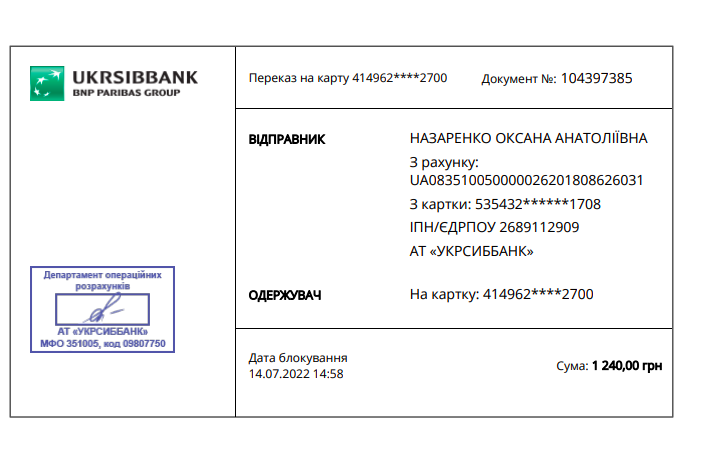 UKRSIBBANK
BNP PARIBAS GROUP
Переказ на карту 414962****2700
Документ №: 104397385
ВІДПРАВНИК
НАЗАРЕНКО ОКСАНА АНАТОЛІЇВНА
З рахунку:
UA083510050000026201808626031
З картки: 535432******1708
ІПН/ЄДРПОУ 2689112909
АТ «УКРСИББАНК»
ОДЕРЖУВАЧ
На картку: 414962****2700
Департамент операційних
розрахунків
АТ «УКРСИББАНК»
МФО 351005, код 09807750
Дата блокування
14.07.2022 14:58
Сума: 1 240,00 грн